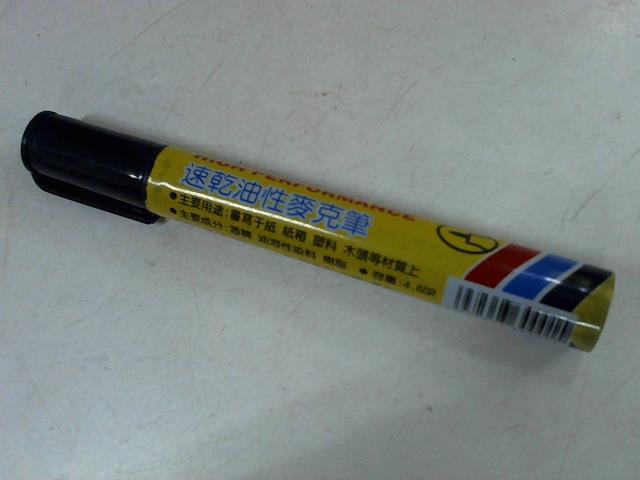 HIGH PERFORMANCE
速乾油性麥克筆
●主要用途:書寫于紙 紙箱 塑料 木頭等材質上
●主要成分:酒精 油溶性染料 樹脂 ●容量:4.6GR